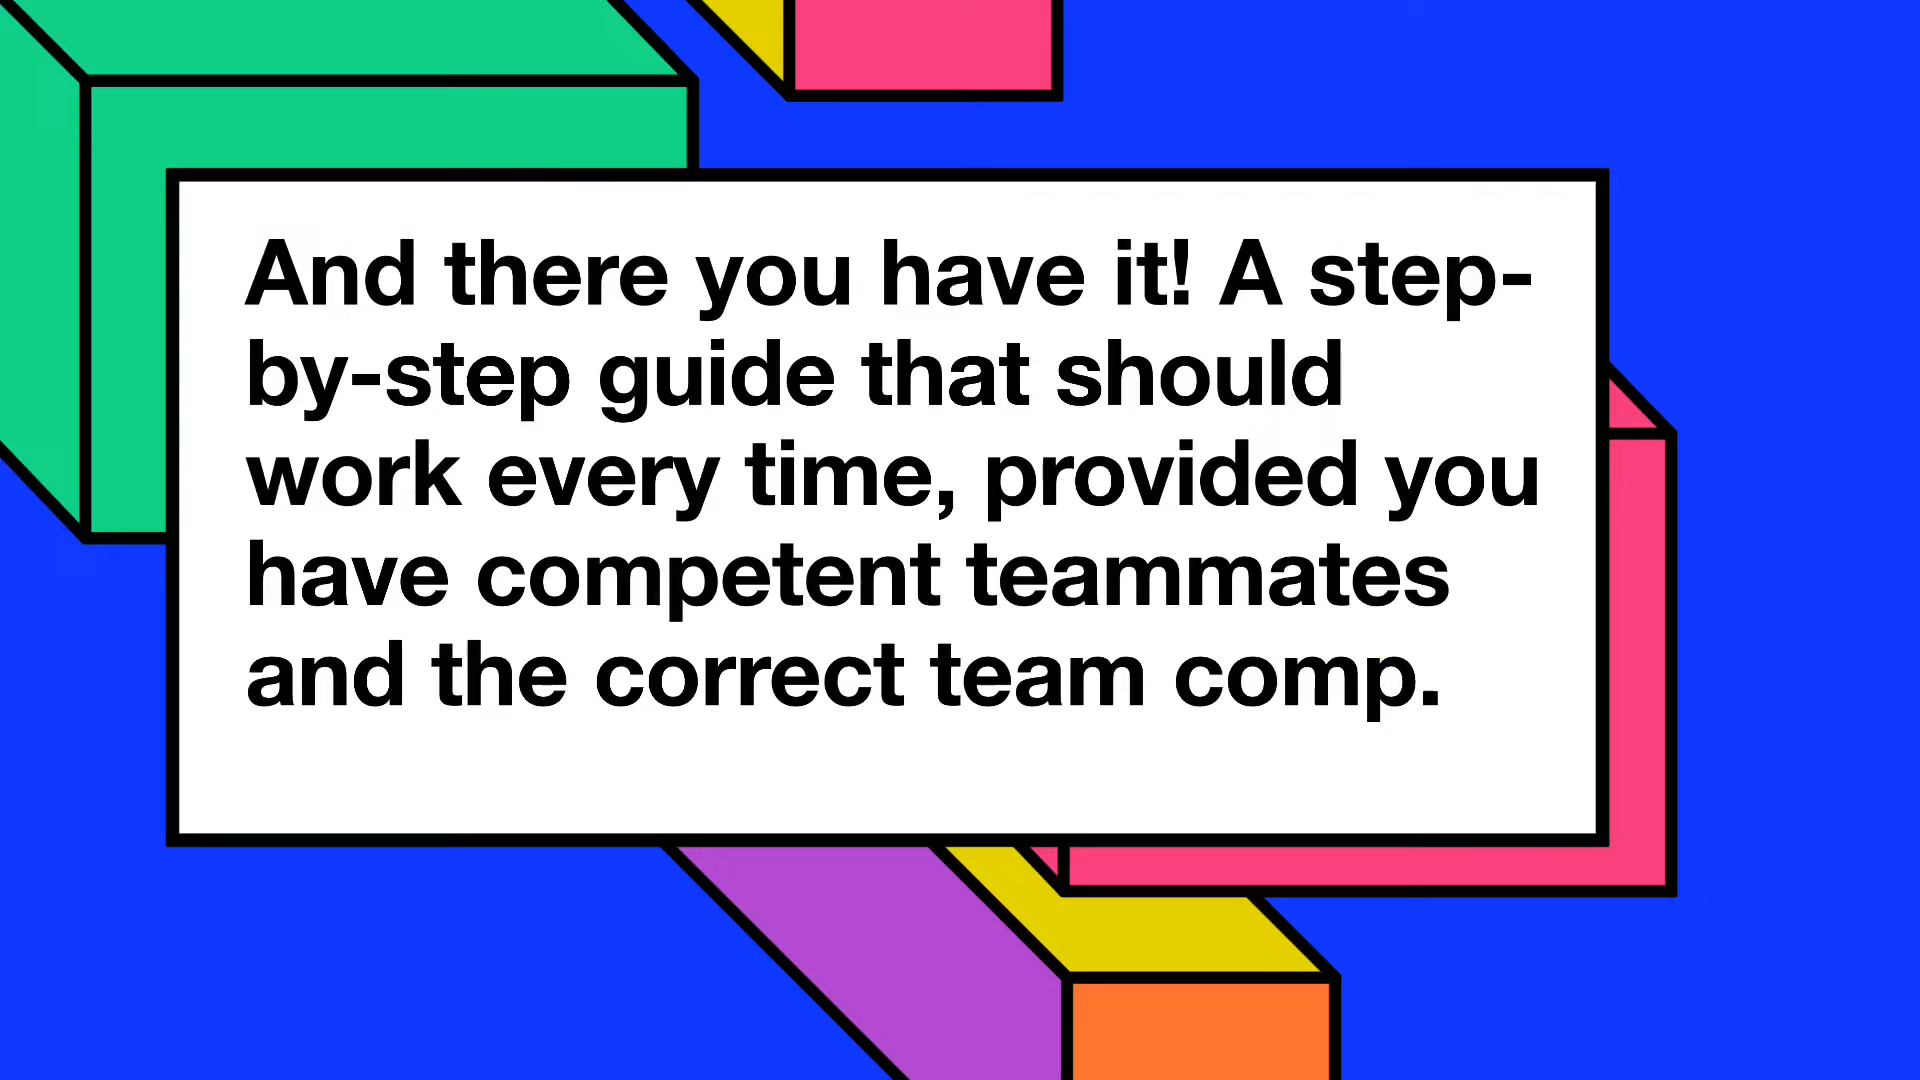 And there you have it! A step-
by-step guide that should
work every time, provided you
have competent teammates
and the correct team comp.